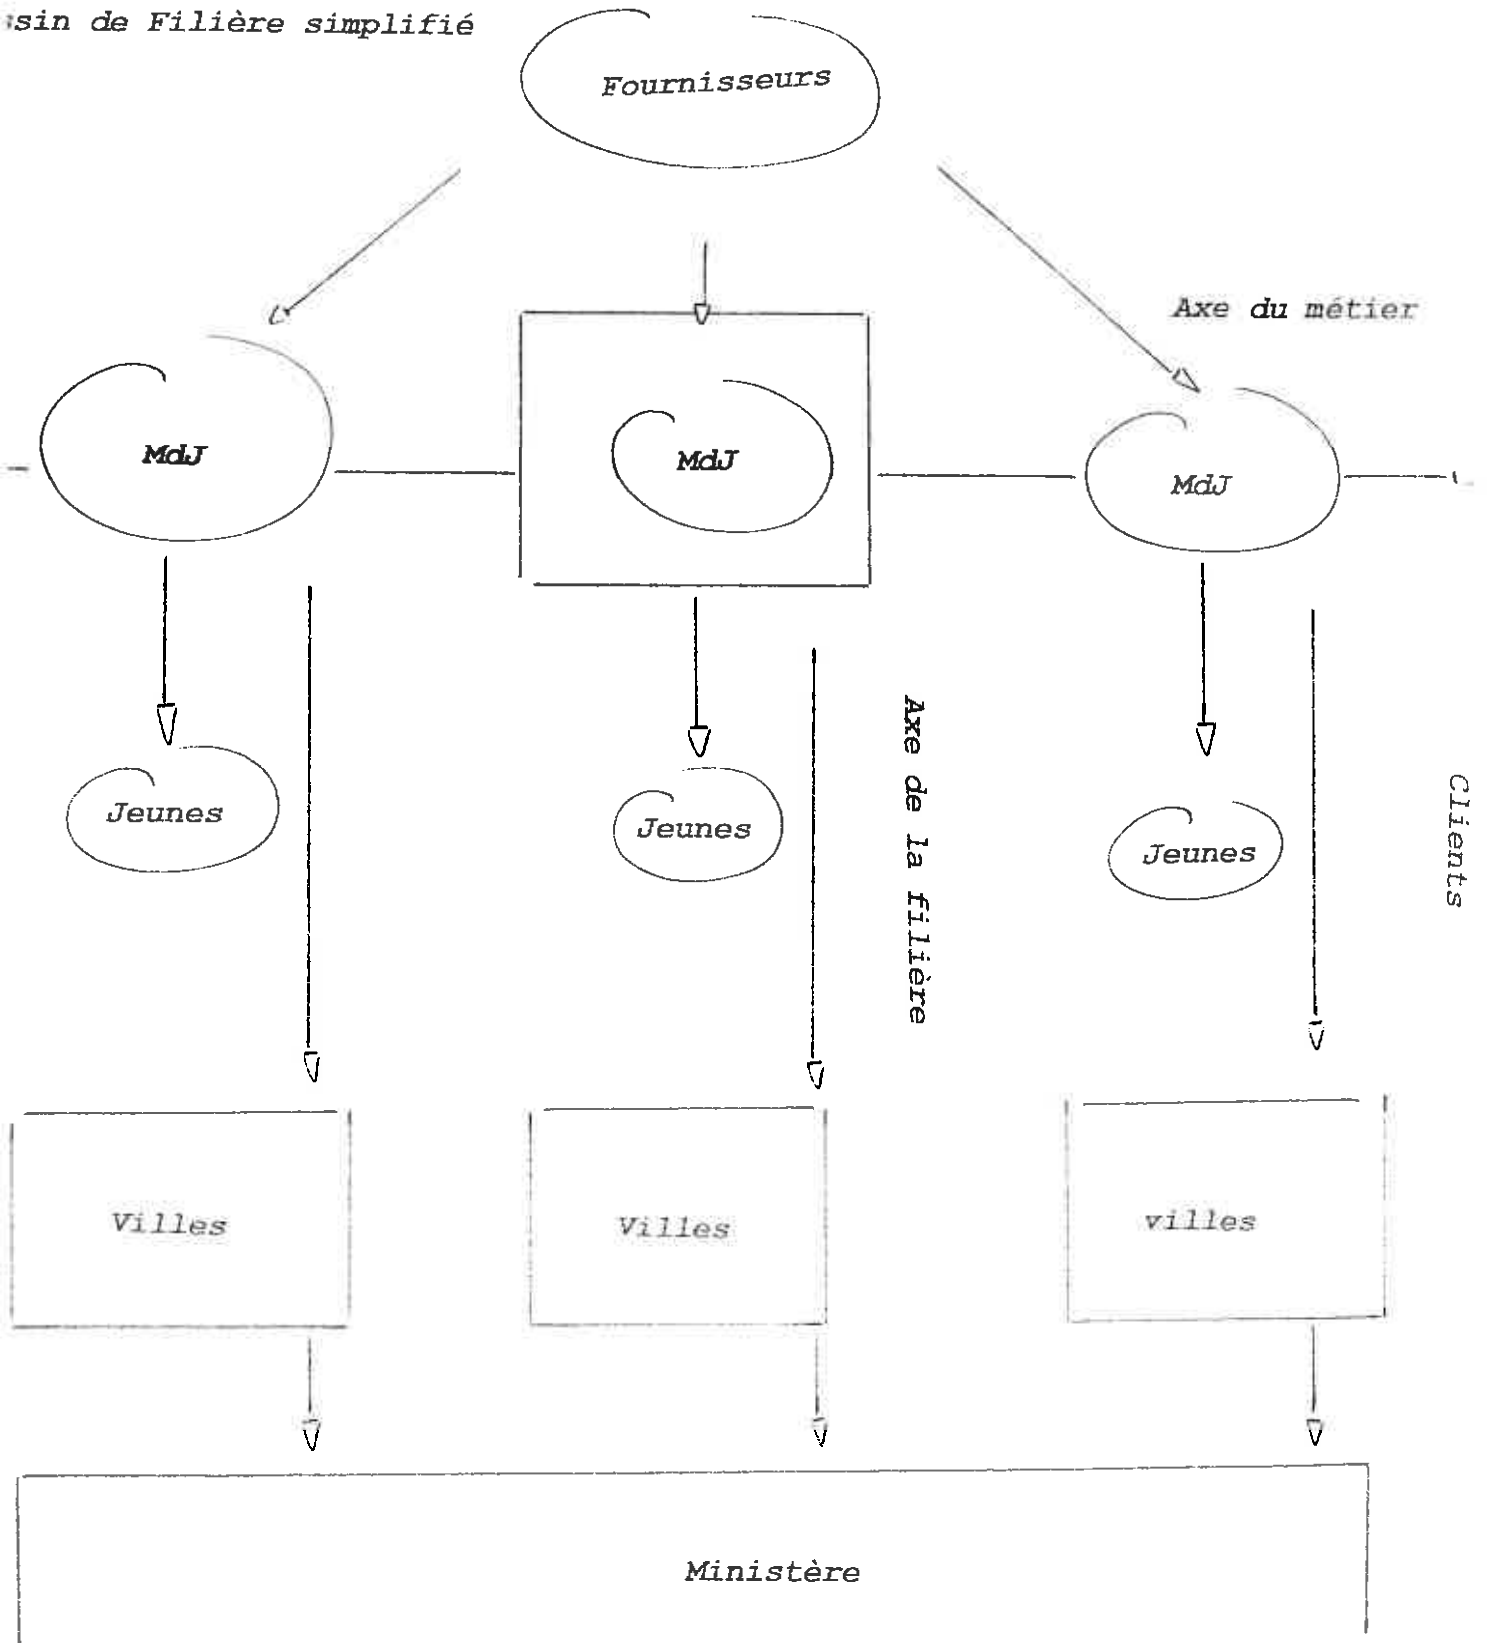 sin de Filière simplifié
Fournisseurs
Axe du métier
MdJ
MdJ
MdJ
Axe de la filière
Clients
Jeunes
Jeunes
Jeunes
Villes
Villes
villes
Ministère